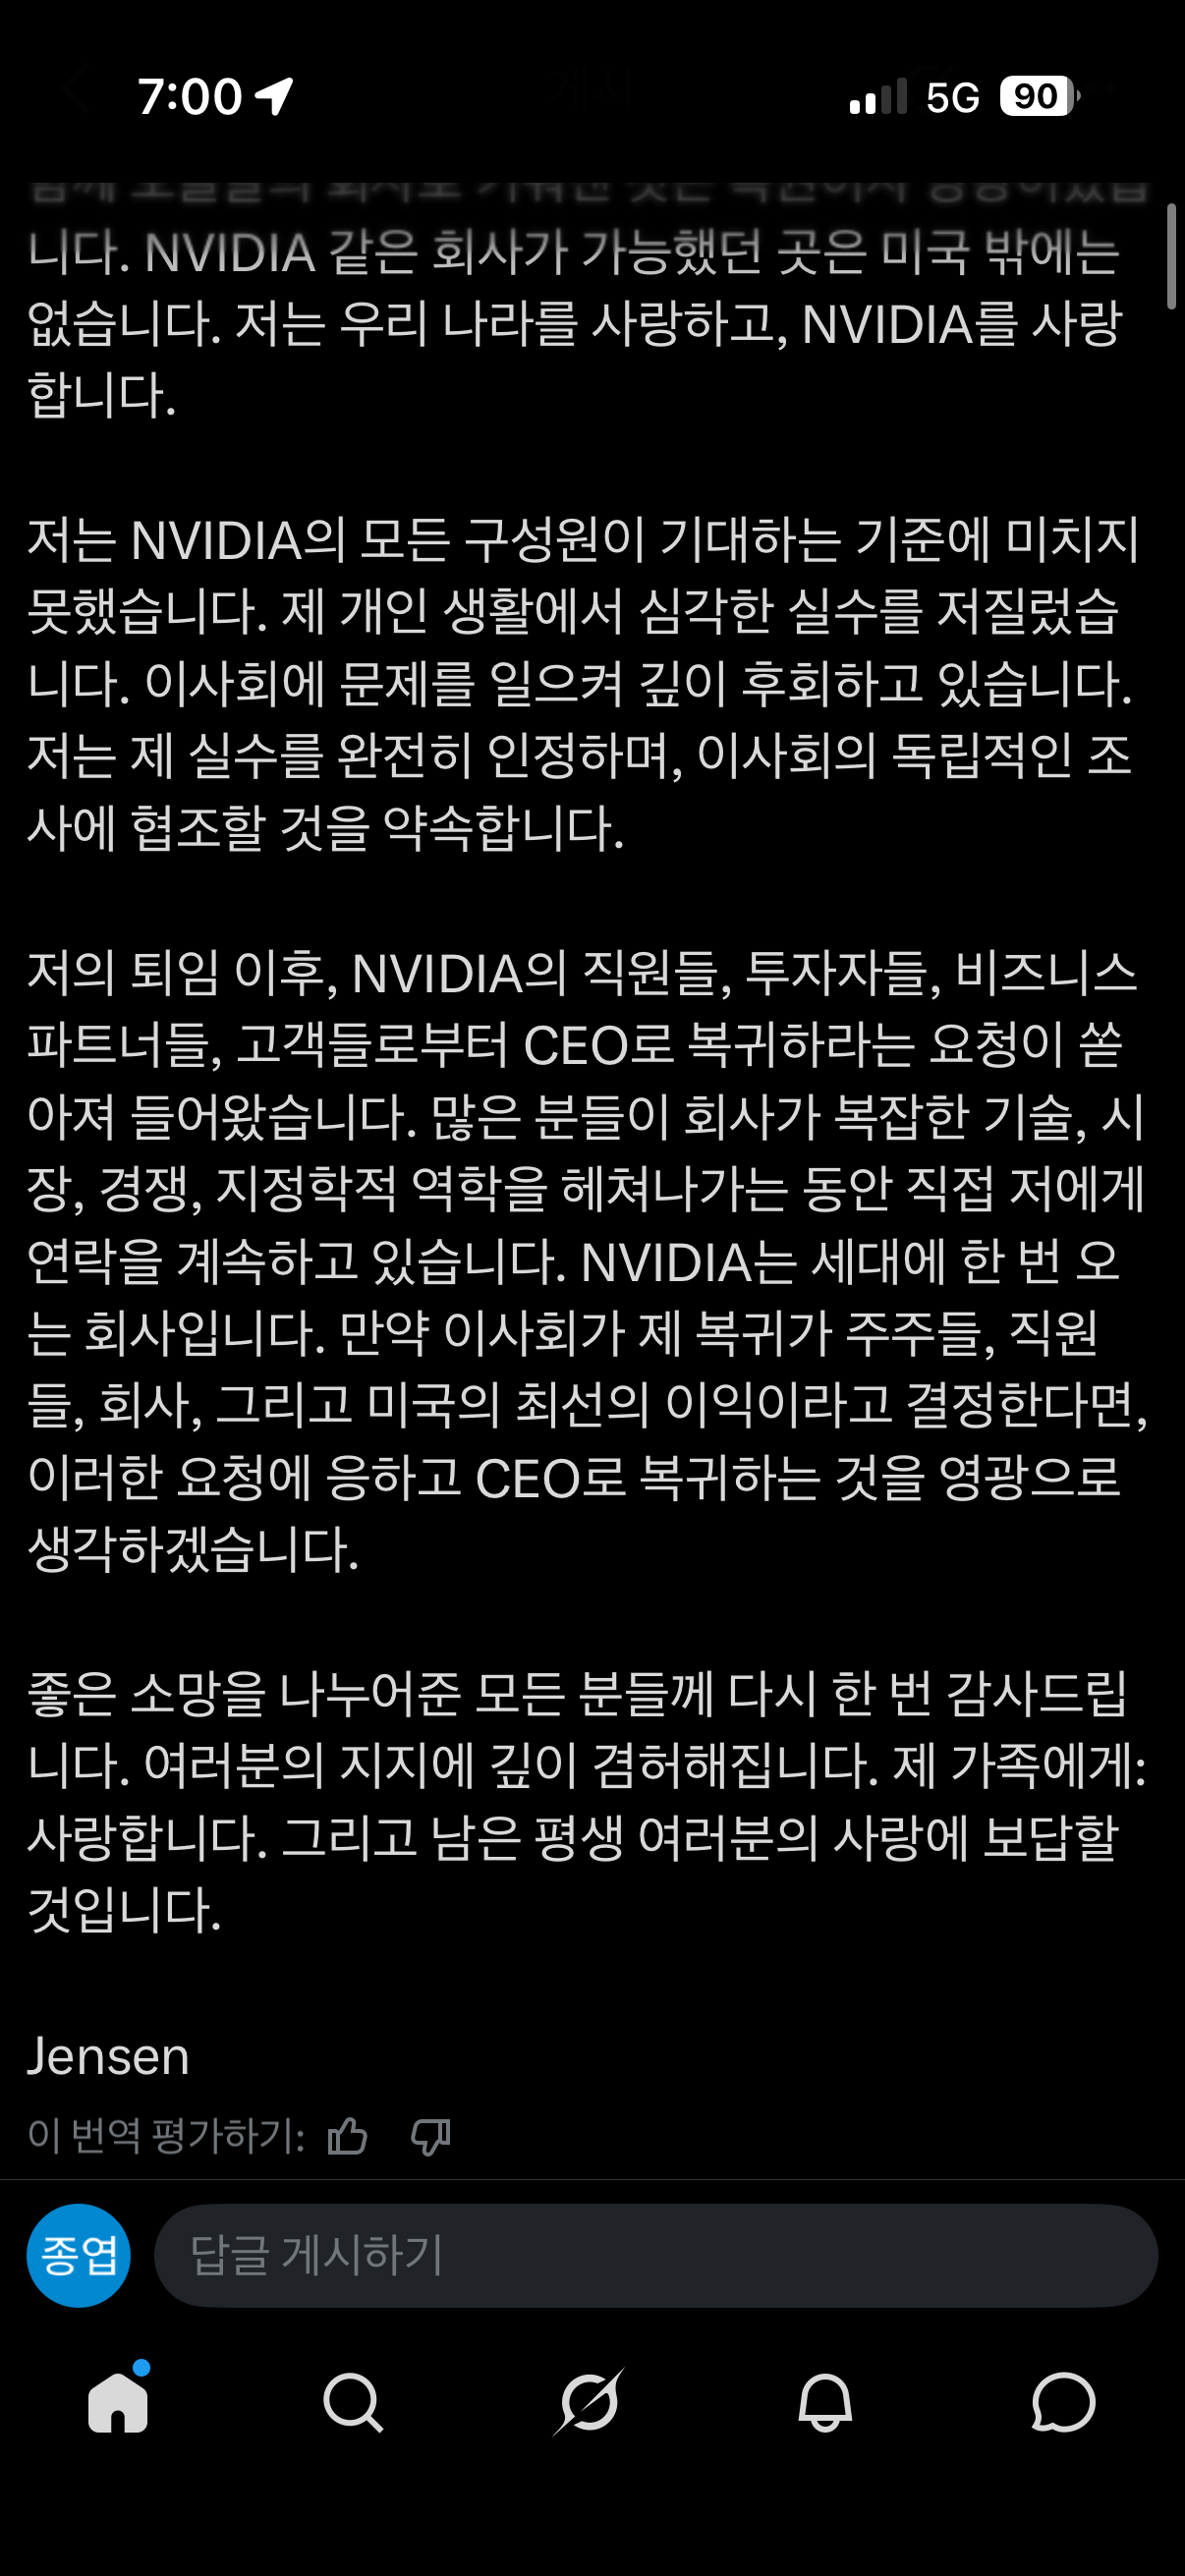 7:00
5G
90
니다. NVIDIA 같은 회사가 가능했던 곳은 미국 밖에는
없습니다. 저는 우리 나라를 사랑하고, NVIDIA를 사랑
합니다.
저는 NVIDIA의 모든 구성원이 기대하는 기준에 미치지
못했습니다. 제 개인 생활에서 심각한 실수를 저질렀습
니다. 이사회에 문제를 일으켜 깊이 후회하고 있습니다.
저는 제 실수를 완전히 인정하며, 이사회의 독립적인 조
사에 협조할 것을 약속합니다.
저의 퇴임 이후, NVIDIA의 직원들, 투자자들, 비즈니스
파트너들, 고객들로부터 CEO로 복귀하라는 요청이 쏟
아져 들어왔습니다. 많은 분들이 회사가 복잡한 기술, 시
장, 경쟁, 지정학적 역학을 헤쳐나가는 동안 직접 저에게
연락을 계속하고 있습니다. NVIDIA는 세대에 한 번 오
는 회사입니다. 만약 이사회가 제 복귀가 주주들, 직원
들, 회사, 그리고 미국의 최선의 이익이라고 결정한다면,
이러한 요청에 응하고 CEO로 복귀하는 것을 영광으로
생각하겠습니다.
좋은 소망을 나누어준 모든 분들께 다시 한 번 감사드립
니다. 여러분의 지지에 깊이 겸허해집니다. 제 가족에게:
사랑합니다. 그리고 남은 평생 여러분의 사랑에 보답할
것입니다.
Jensen
이 번역 평가하기:
종엽
답글 게시하기